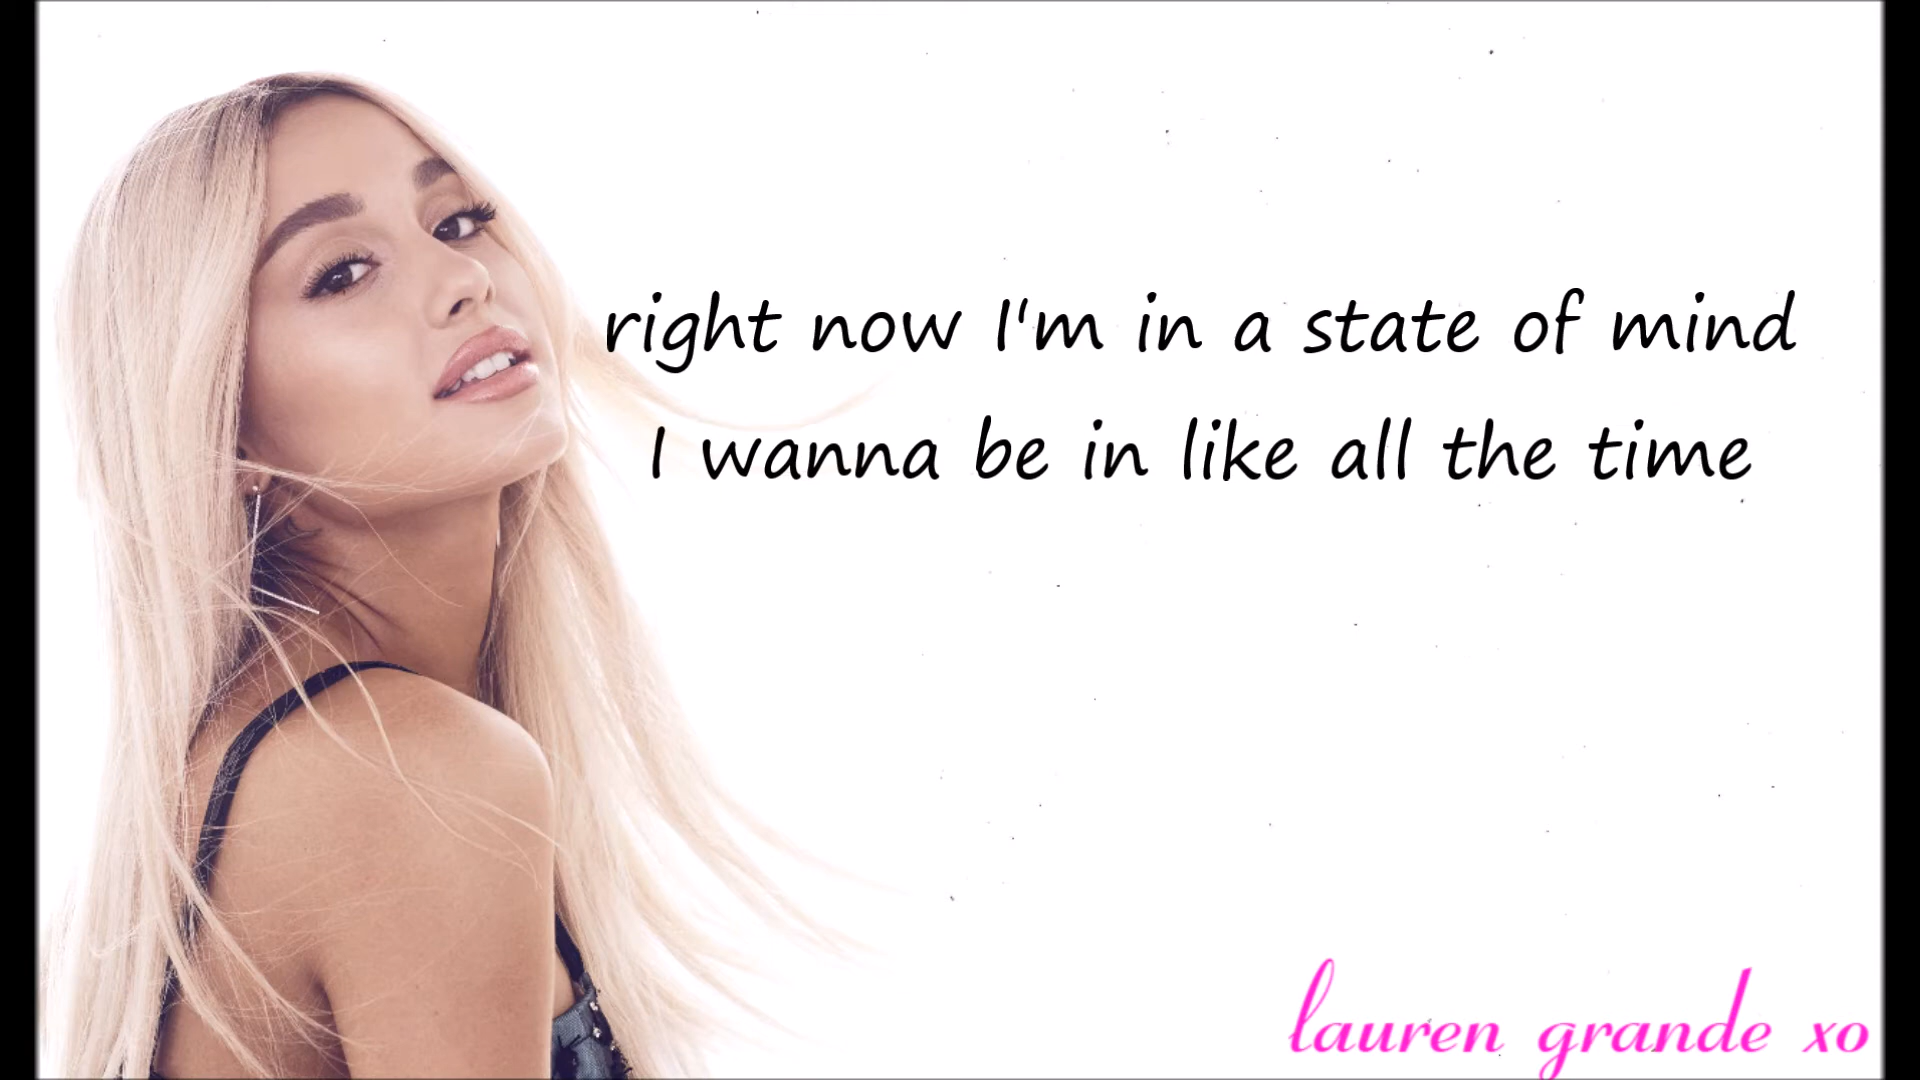 right now I'm in a state of mind
I wanna be in like all the time
lauren grande xo